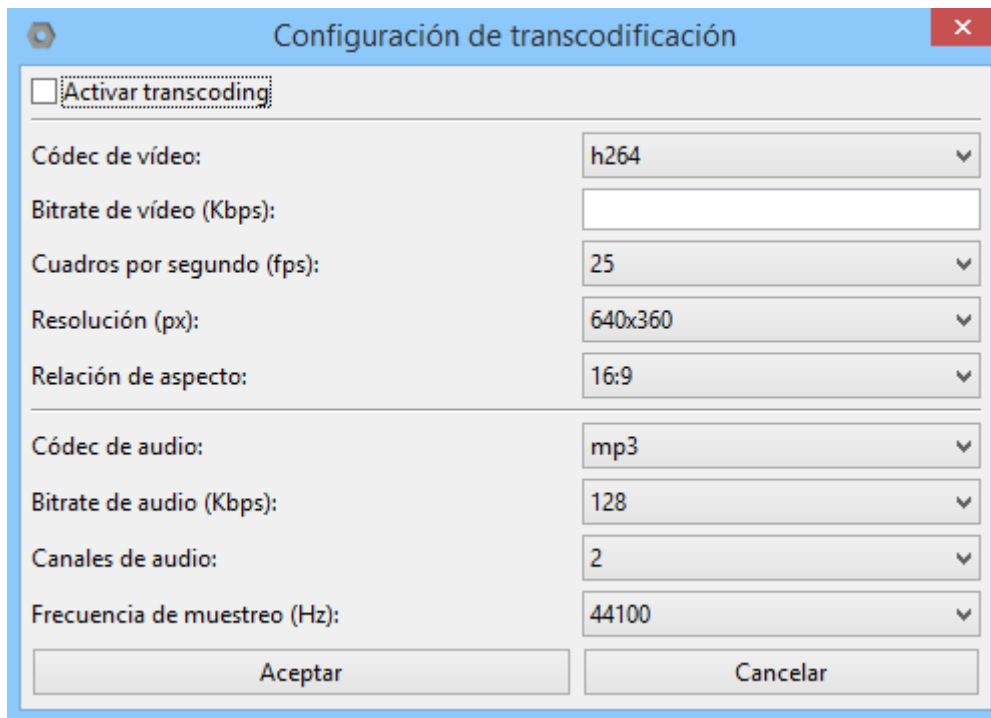 Configuración de transcodificación
Activar transcoding
Códec de vídeo: h264
Bitrate de vídeo (Kbps):
Cuadros por segundo (fps): 25
Resolución (px): 640x360
Relación de aspecto: 16:9
Códec de audio: mp3
Bitrate de audio (Kbps): 128
Canales de audio: 2
Frecuencia de muestreo (Hz): 44100
Aceptar Cancelar